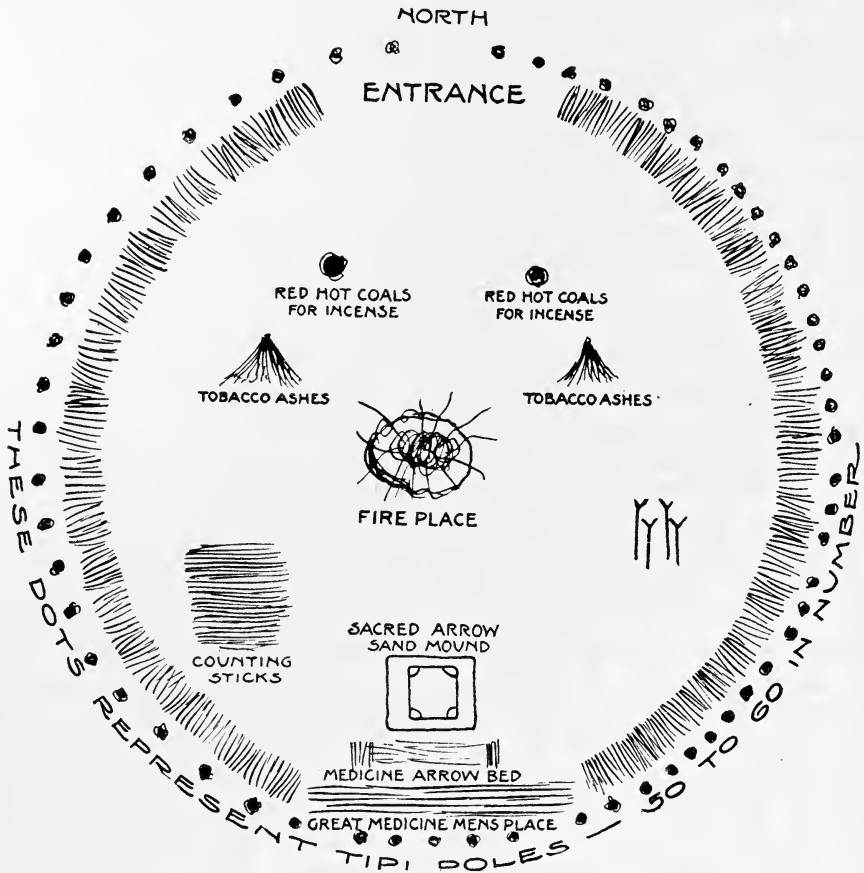 NORTH
ENTRANCE
RED HOT COALS
FOR INCENSE
RED HOT COALS
FOR INCENSE
TOBACCO ASHES
TOBACCO ASHES
FIRE PLACE
COUNTING
STICKS
SACRED ARROW
SAND MOUND
MEDICINE ARROW BED
GREAT MEDICINE MENS PLACE
THESE DOTS REPRESENT TIPI POLES — 50 TO 60 IN NUMBER